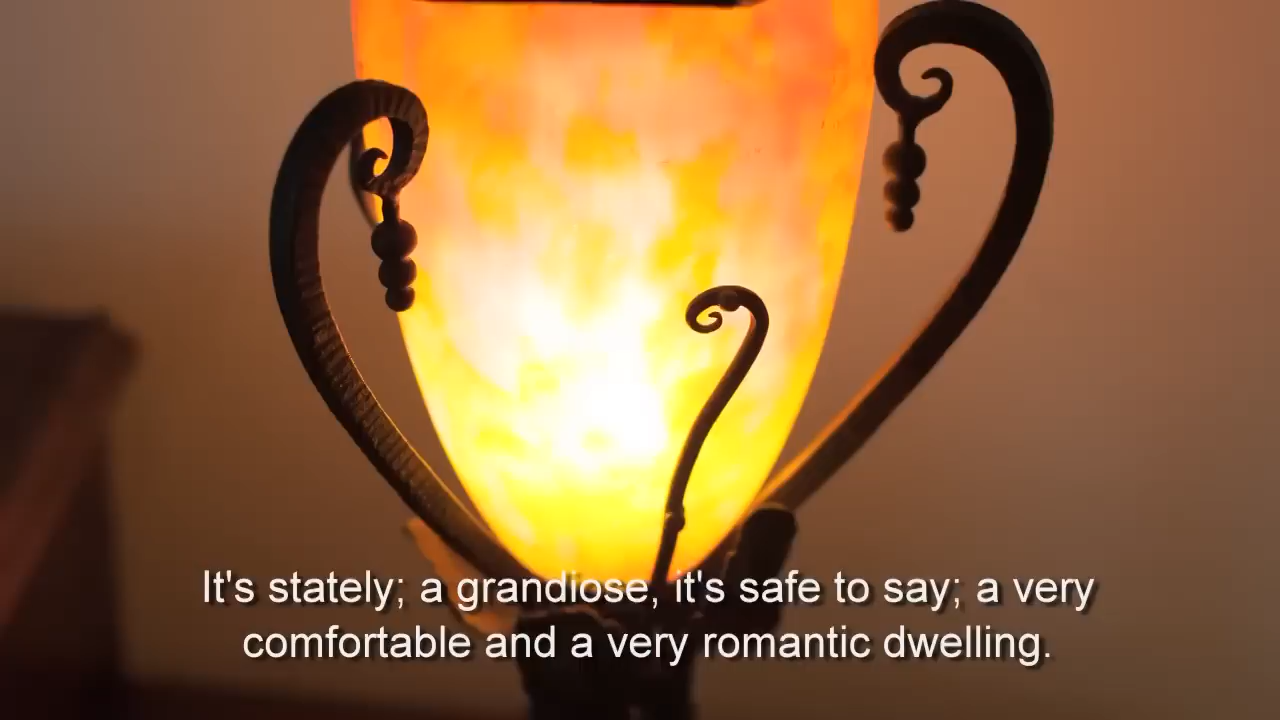 It's stately; a grandiose, it's safe to say; a very
comfortable and a very romantic dwelling.